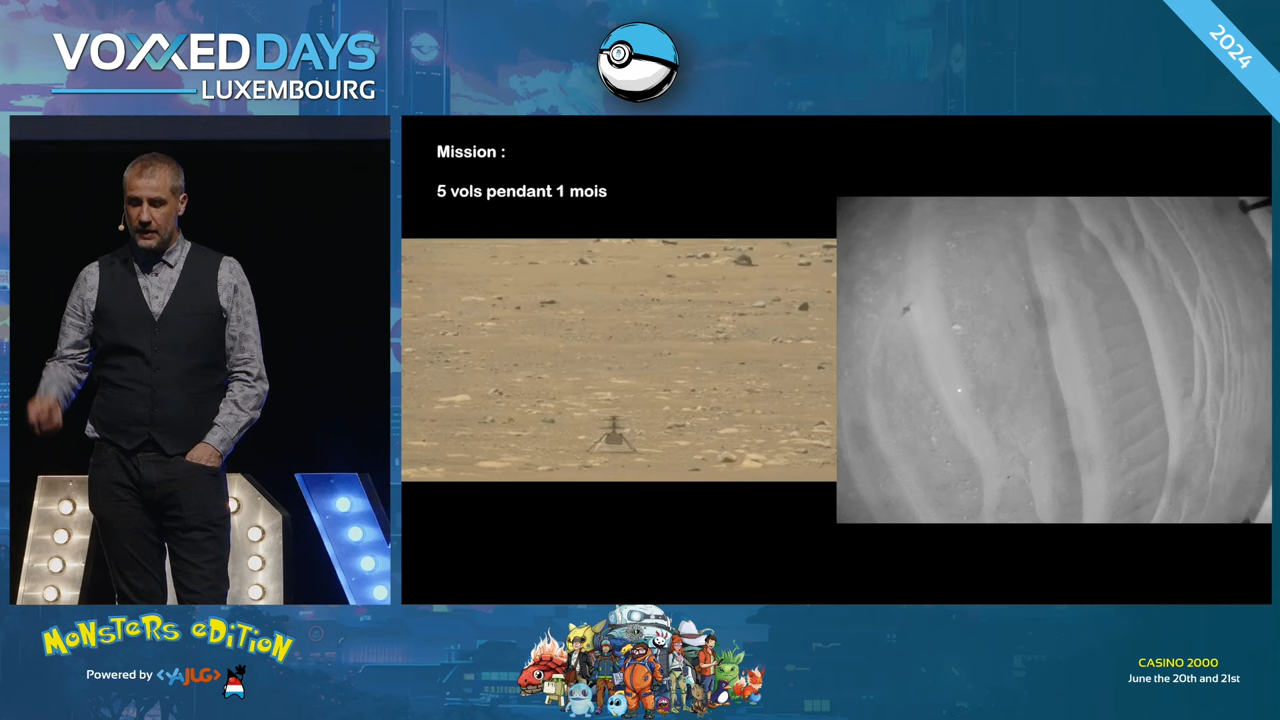 VOXXEDDAYS
LUXEMBOURG
2024
Mission :
5 vols pendant 1 mois
MONSTERS EDITION
Powered by <YAJUG>
CASINO 2000
June the 20th and 21st